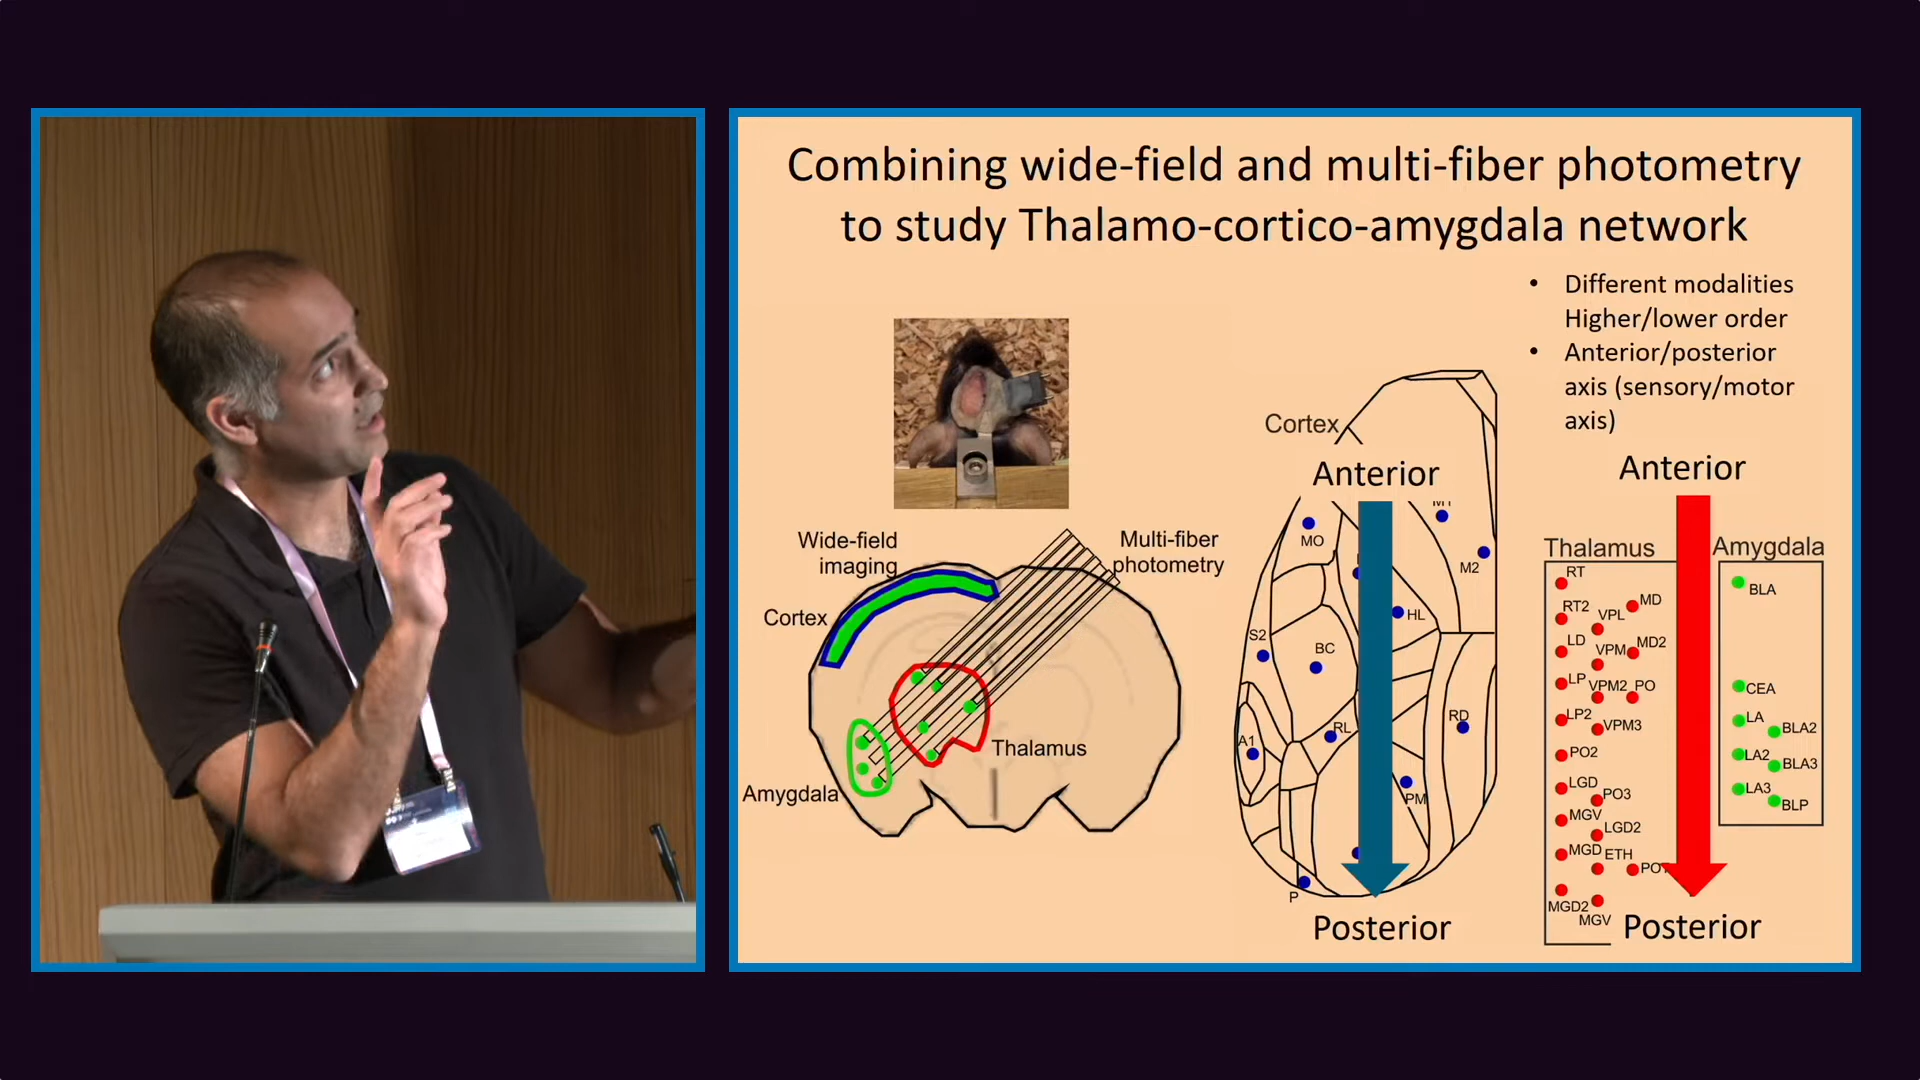 Combining wide-field and multi-fiber photometry
to study Thalamo-cortico-amygdala network
• Different modalities
Higher/lower order
• Anterior/posterior
axis (sensory/motor
axis)
Wide-field
imaging
Multi-fiber
photometry
Cortex
Thalamus
Amygdala
Cortex
Anterior
M1
MO
M2
HL
S2
BC
RD
RL
A1
PM
P
Posterior
Anterior
Thalamus
RT
RT2
MD
VPL
LD
VPM
MD2
LP
VPM2
PO
LP2
VPM3
PO2
LGD
PO3
MGV
LGD2
MGD
ETH
MGD2
MGV
Amygdala
BLA
CEA
LA
BLA2
LA2
BLA3
LA3
BLP
Posterior